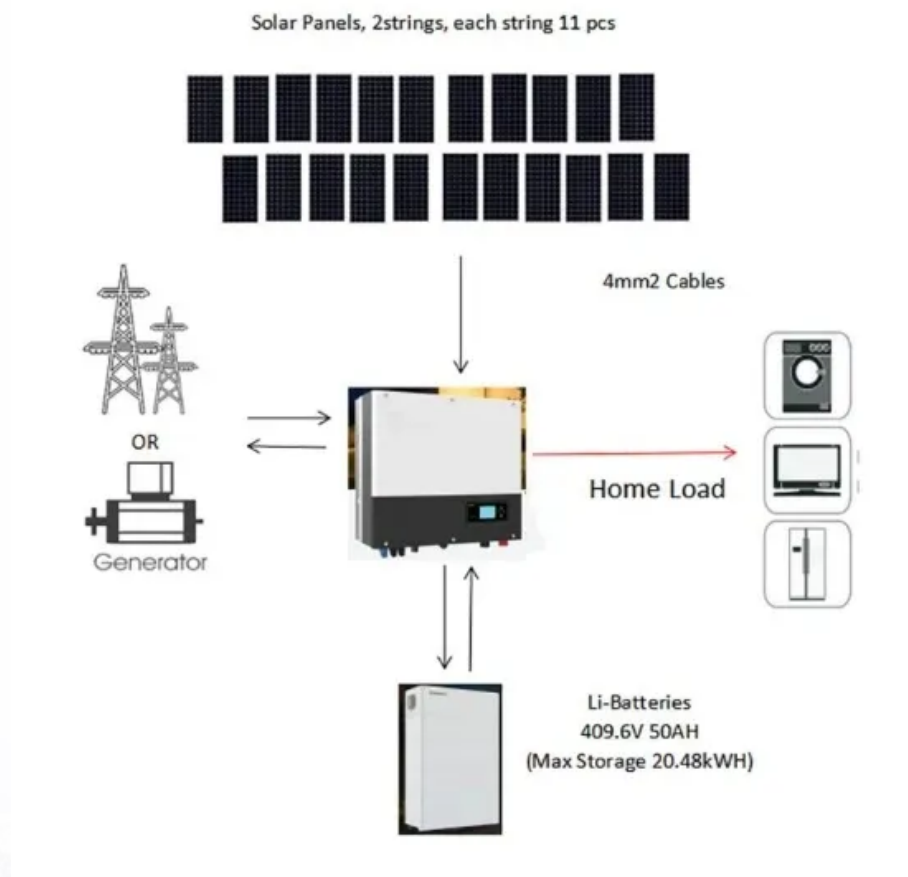 Solar Panels, 2strings, each string 11 pcs
4mm2 Cables
OR
Generator
Home Load
Li-Batteries
409.6V 50AH
(Max Storage 20.48kWH)